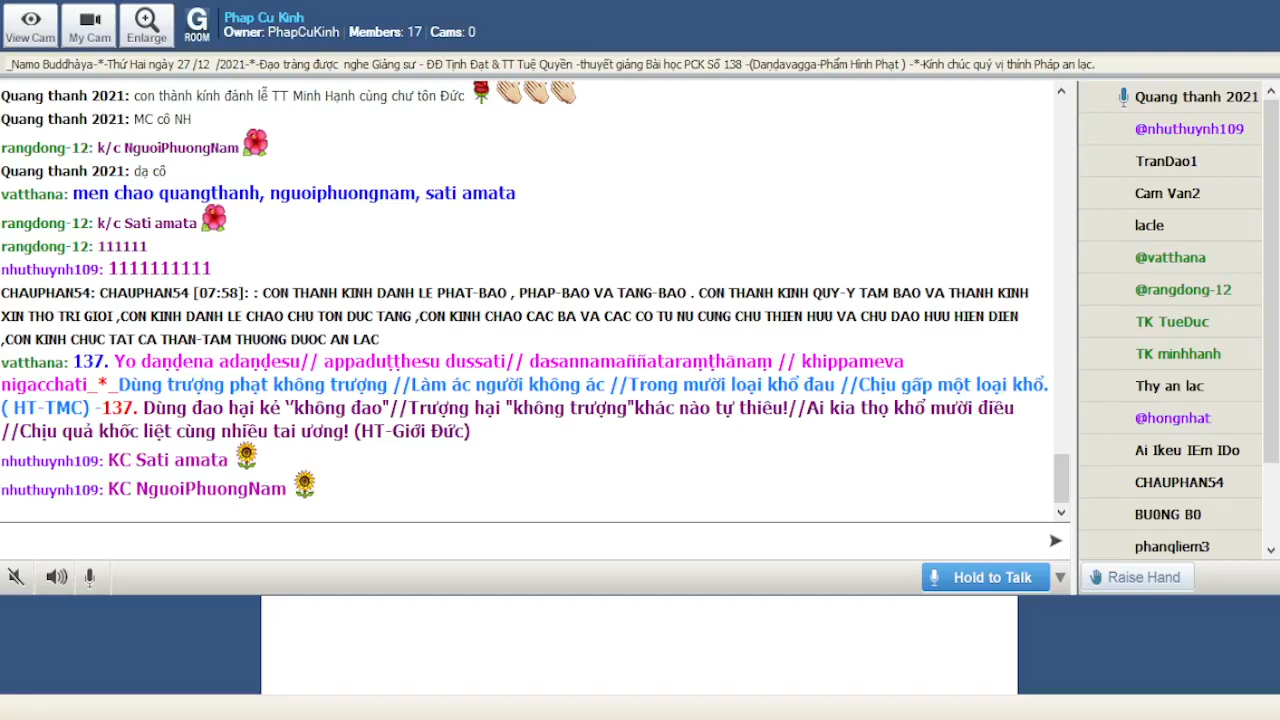 View Cam
My Cam
Enlarge
G
ROOM
Phap Cu Kinh
Owner: PhapCuKinh | Members: 17 | Cams: 0
_Namo Buddhàya-*-Thứ Hai ngày 27 /12 /2021-*-Đạo tràng được nghe Giảng sư - ĐĐ Tịnh Đạt & TT Tuệ Quyền -thuyết giảng Bài học PCK Số 138 -(Daṇḍavagga-Phẩm Hình Phạt ) -*-Kính chúc quý vị thính Pháp an lạc.
Quang thanh 2021: con thành kính đảnh lễ TT Minh Hạnh cùng chư tôn Đức
Quang thanh 2021: MC cô NH
rangdong-12: k/c NguoiPhuongNam
Quang thanh 2021: dạ cô
vatthana: men chao quangthanh, nguoiphuongnam, sati amata
rangdong-12: k/c Sati amata
rangdong-12: 111111
nhuthuynh109: 1111111111
CHAUPHAN54: CHAUPHAN54 [07:58]: : CON THANH KINH DANH LE PHAT-BAO , PHAP-BAO VA TANG-BAO . CON THANH KINH QUY-Y TAM BAO VA THANH KINH
XIN THO TRI GIOI ,CON KINH DANH LE CHAO CHU TON DUC TANG ,CON KINH CHAO CAC BA VA CAC CO TU NU CUNG CHU THIEN HUU VA CHU DAO HUU HIEN DIEN
,CON KINH CHUC TAT CA THAN-TAM THUONG DUOC AN LAC
vatthana: 137. Yo daṇḍena adaṇḍesu// appaduṭṭhesu dussati// dasannamaññataraṃṭhānaṃ // khippameva
nigacchati_*_Dùng trượng phạt không trượng //Làm ác người không ác //Trong mười loại khổ đau //Chịu gấp một loại khổ.
( HT-TMC) -137. Dùng đao hại kẻ "không đao"//Trượng hại "không trượng"khác nào tự thiêu!//Ai kia thọ khổ mười điều
//Chịu quả khốc liệt cùng nhiều tai ương! (HT-Giới Đức)
nhuthuynh109: KC Sati amata
nhuthuynh109: KC NguoiPhuongNam
Hold to Talk
Quang thanh 2021
@nhuthuynh109
TranDao1
Cam Van2
lacle
@vatthana
@rangdong-12
TK TueDuc
TK minhhanh
Thy an lac
@hongnhat
Ai Ikeu IEm IDo
CHAUPHAN54
BU0NG B0
phanqliem3
Raise Hand